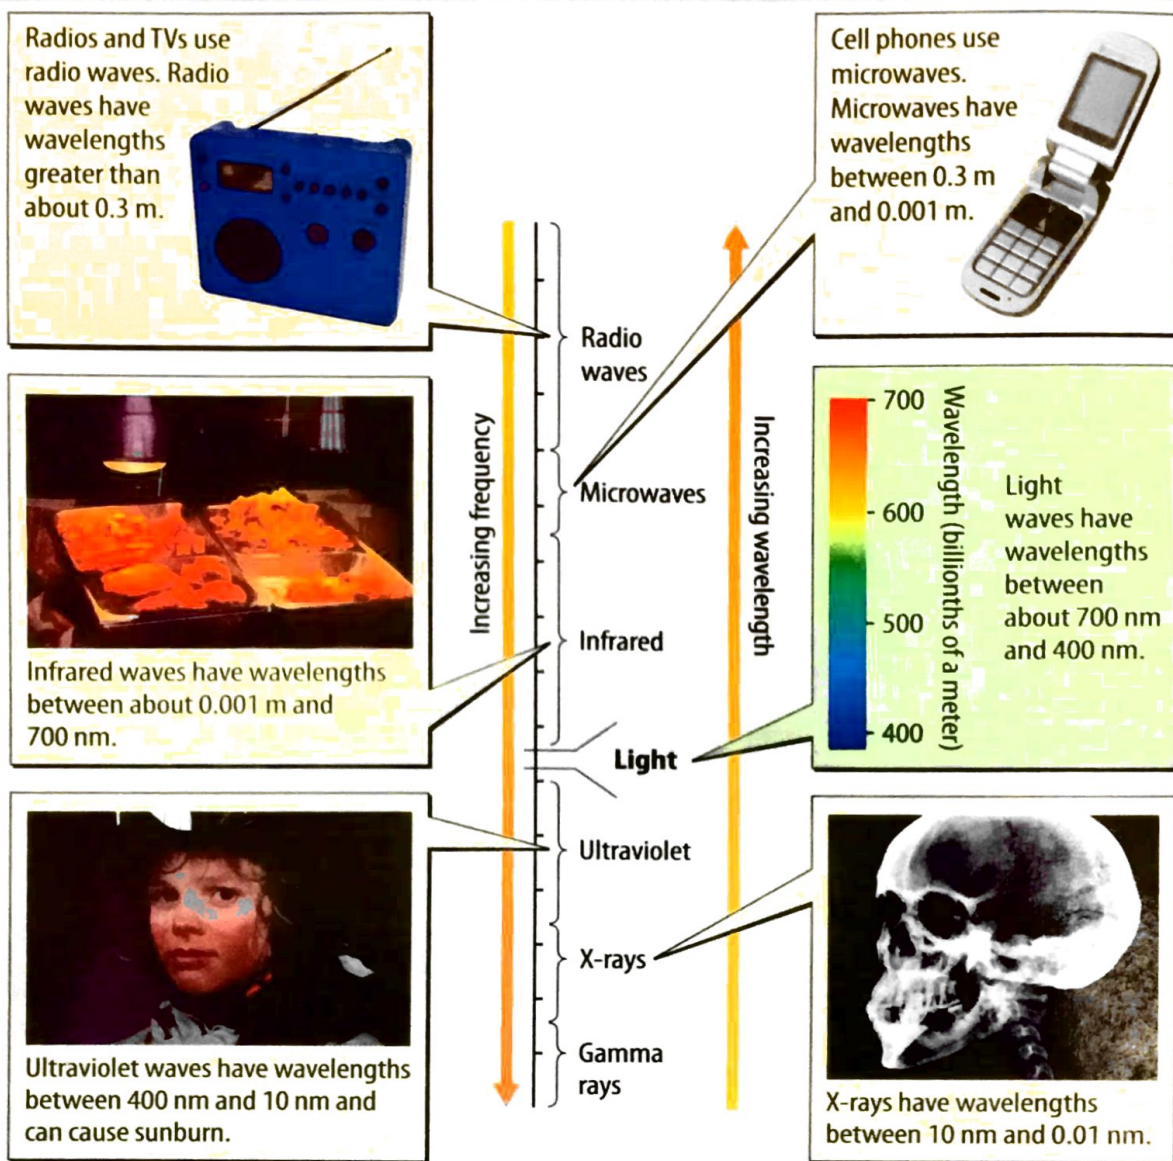 Radios and TVs use
radio waves. Radio
waves have
wavelengths
greater than
about 0.3 m.
Cell phones use
microwaves.
Microwaves have
wavelengths
between 0.3 m
and 0.001 m.
Increasing frequency
Radio
waves
Microwaves
Infrared
Light
Ultraviolet
X-rays
Gamma
rays
Increasing wavelength
Infrared waves have wavelengths
between about 0.001 m and
700 nm.
700
600
500
400
Wavelength (billionths of a meter)
Light
waves have
wavelengths
between
about 700 nm
and 400 nm.
Ultraviolet waves have wavelengths
between 400 nm and 10 nm and
can cause sunburn.
X-rays have wavelengths
between 10 nm and 0.01 nm.